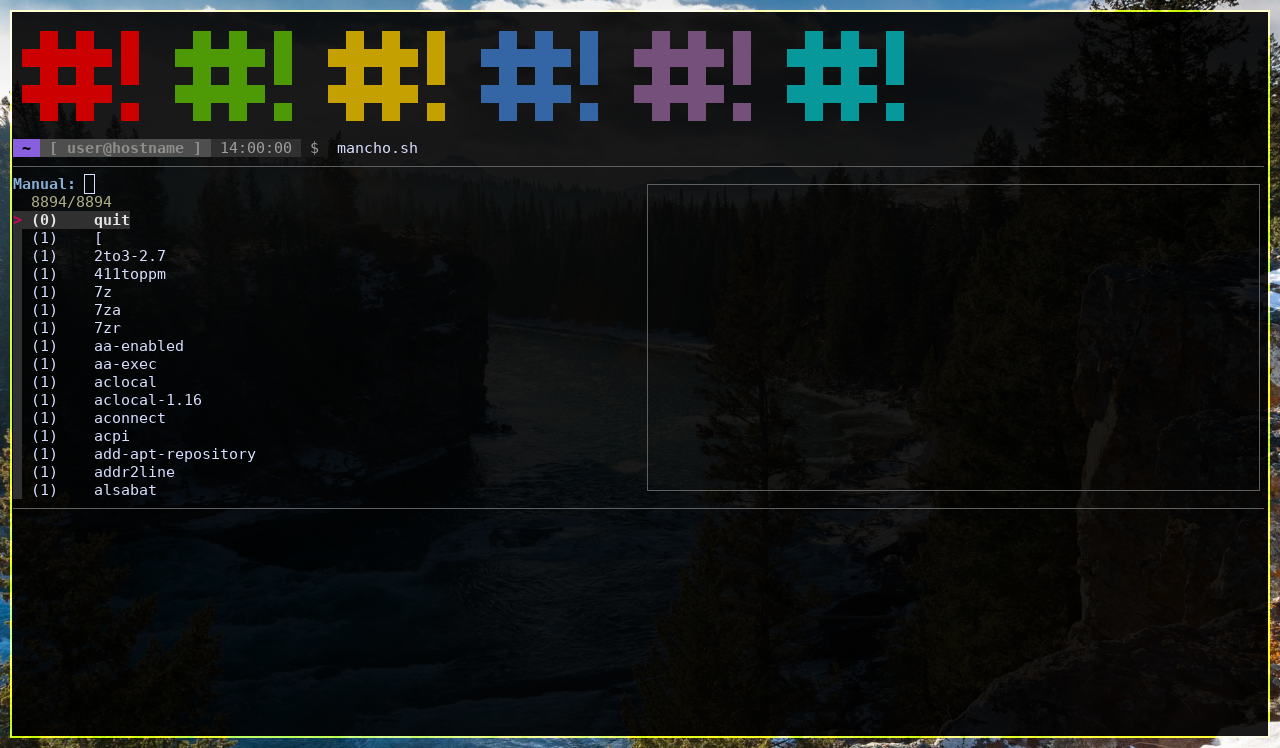 #! #! #! #! #! #!
~ [ user@hostname ] 14:00:00 $ mancho.sh
Manual:
8894/8894
> (0) quit
(1) [
(1) 2to3-2.7
(1) 411toppm
(1) 7z
(1) 7za
(1) 7zr
(1) aa-enabled
(1) aa-exec
(1) aclocal
(1) aclocal-1.16
(1) aconnect
(1) acpi
(1) add-apt-repository
(1) addr2line
(1) alsabat